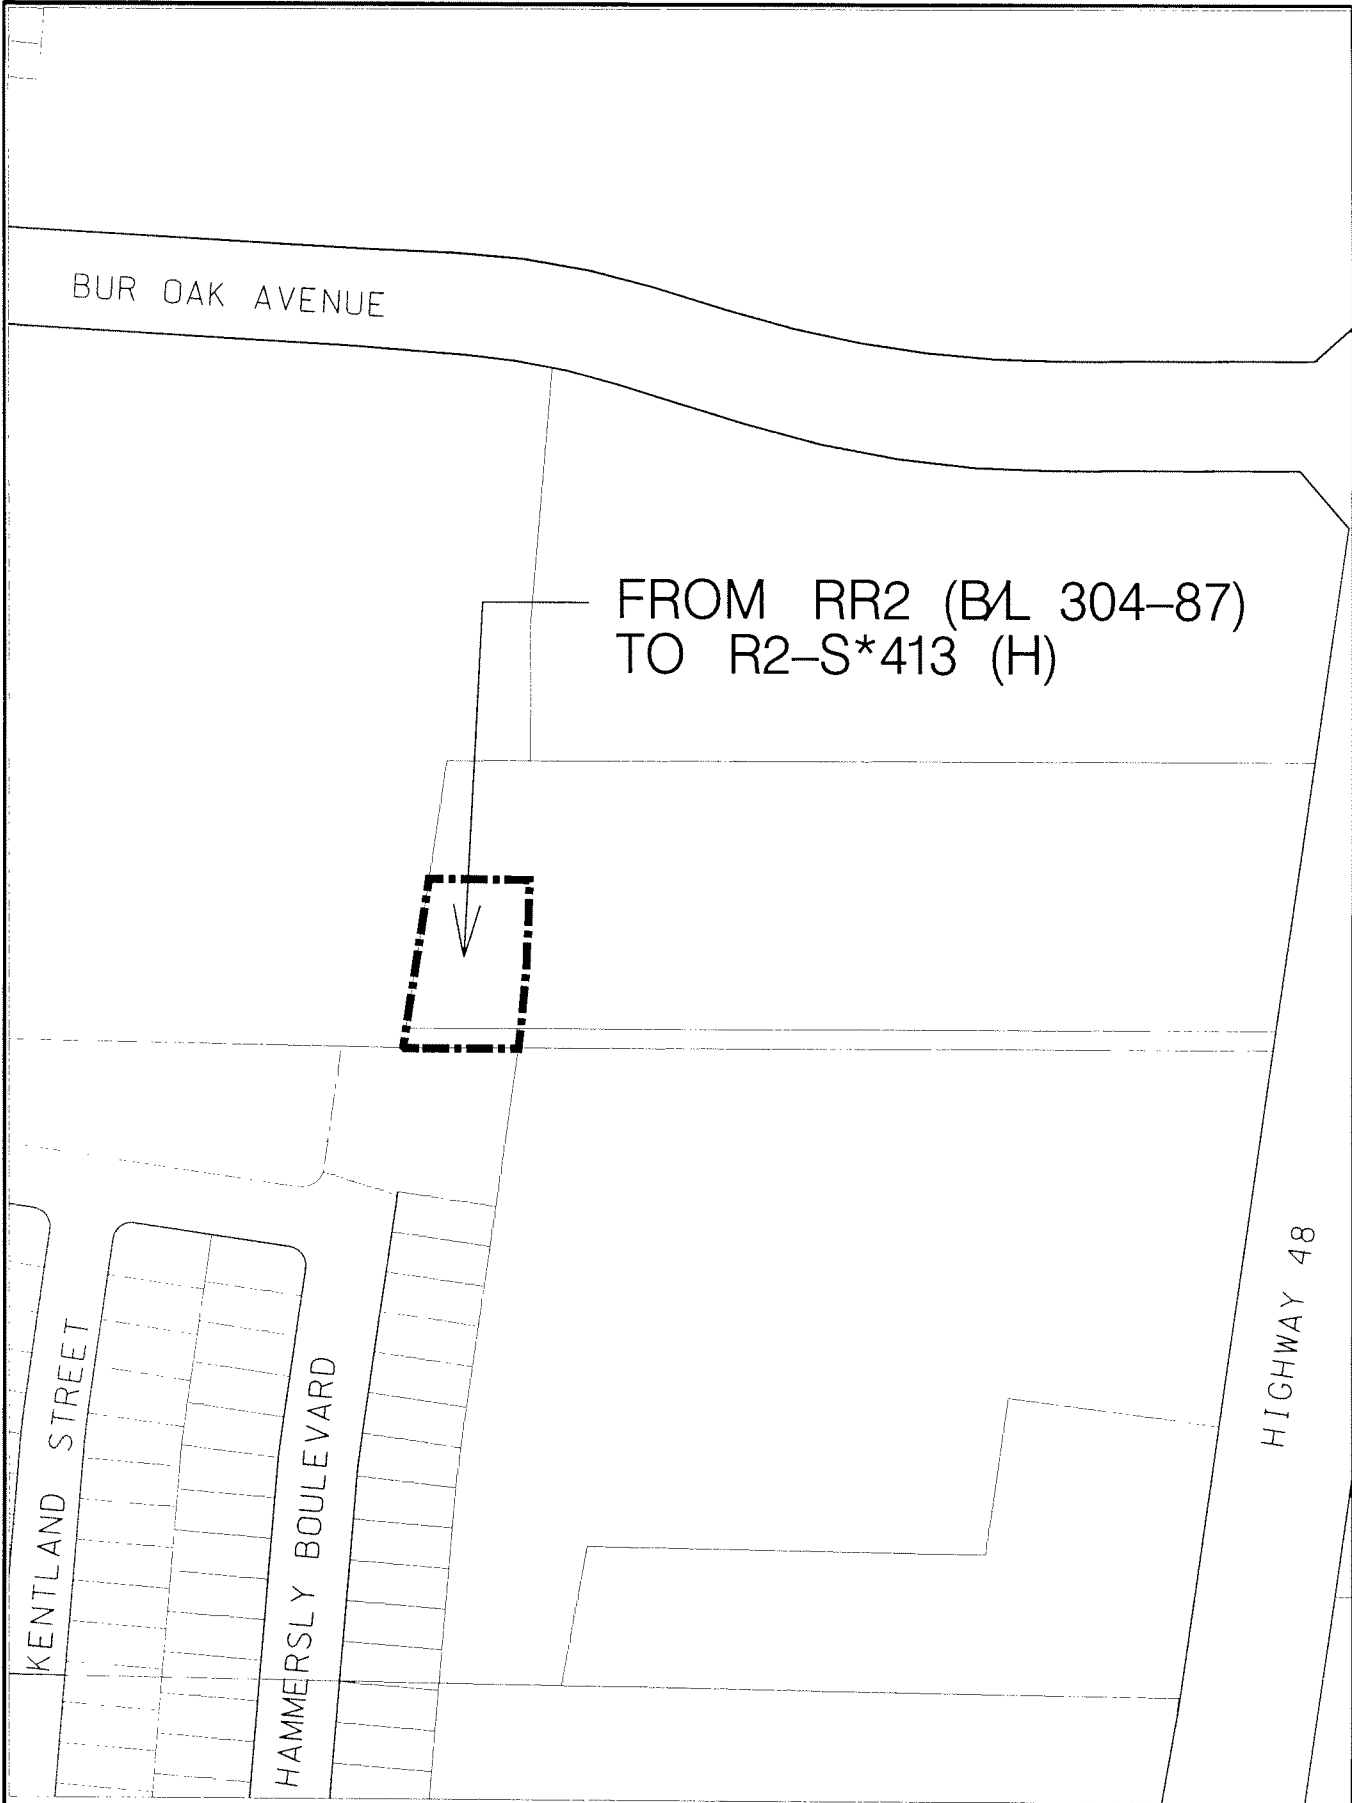 BUR OAK AVENUE
FROM RR2 (B/L 304-87)
TO R2-S*413 (H)
HIGHWAY 48
KENTLAND STREET
HAMMERSLY BOULEVARD